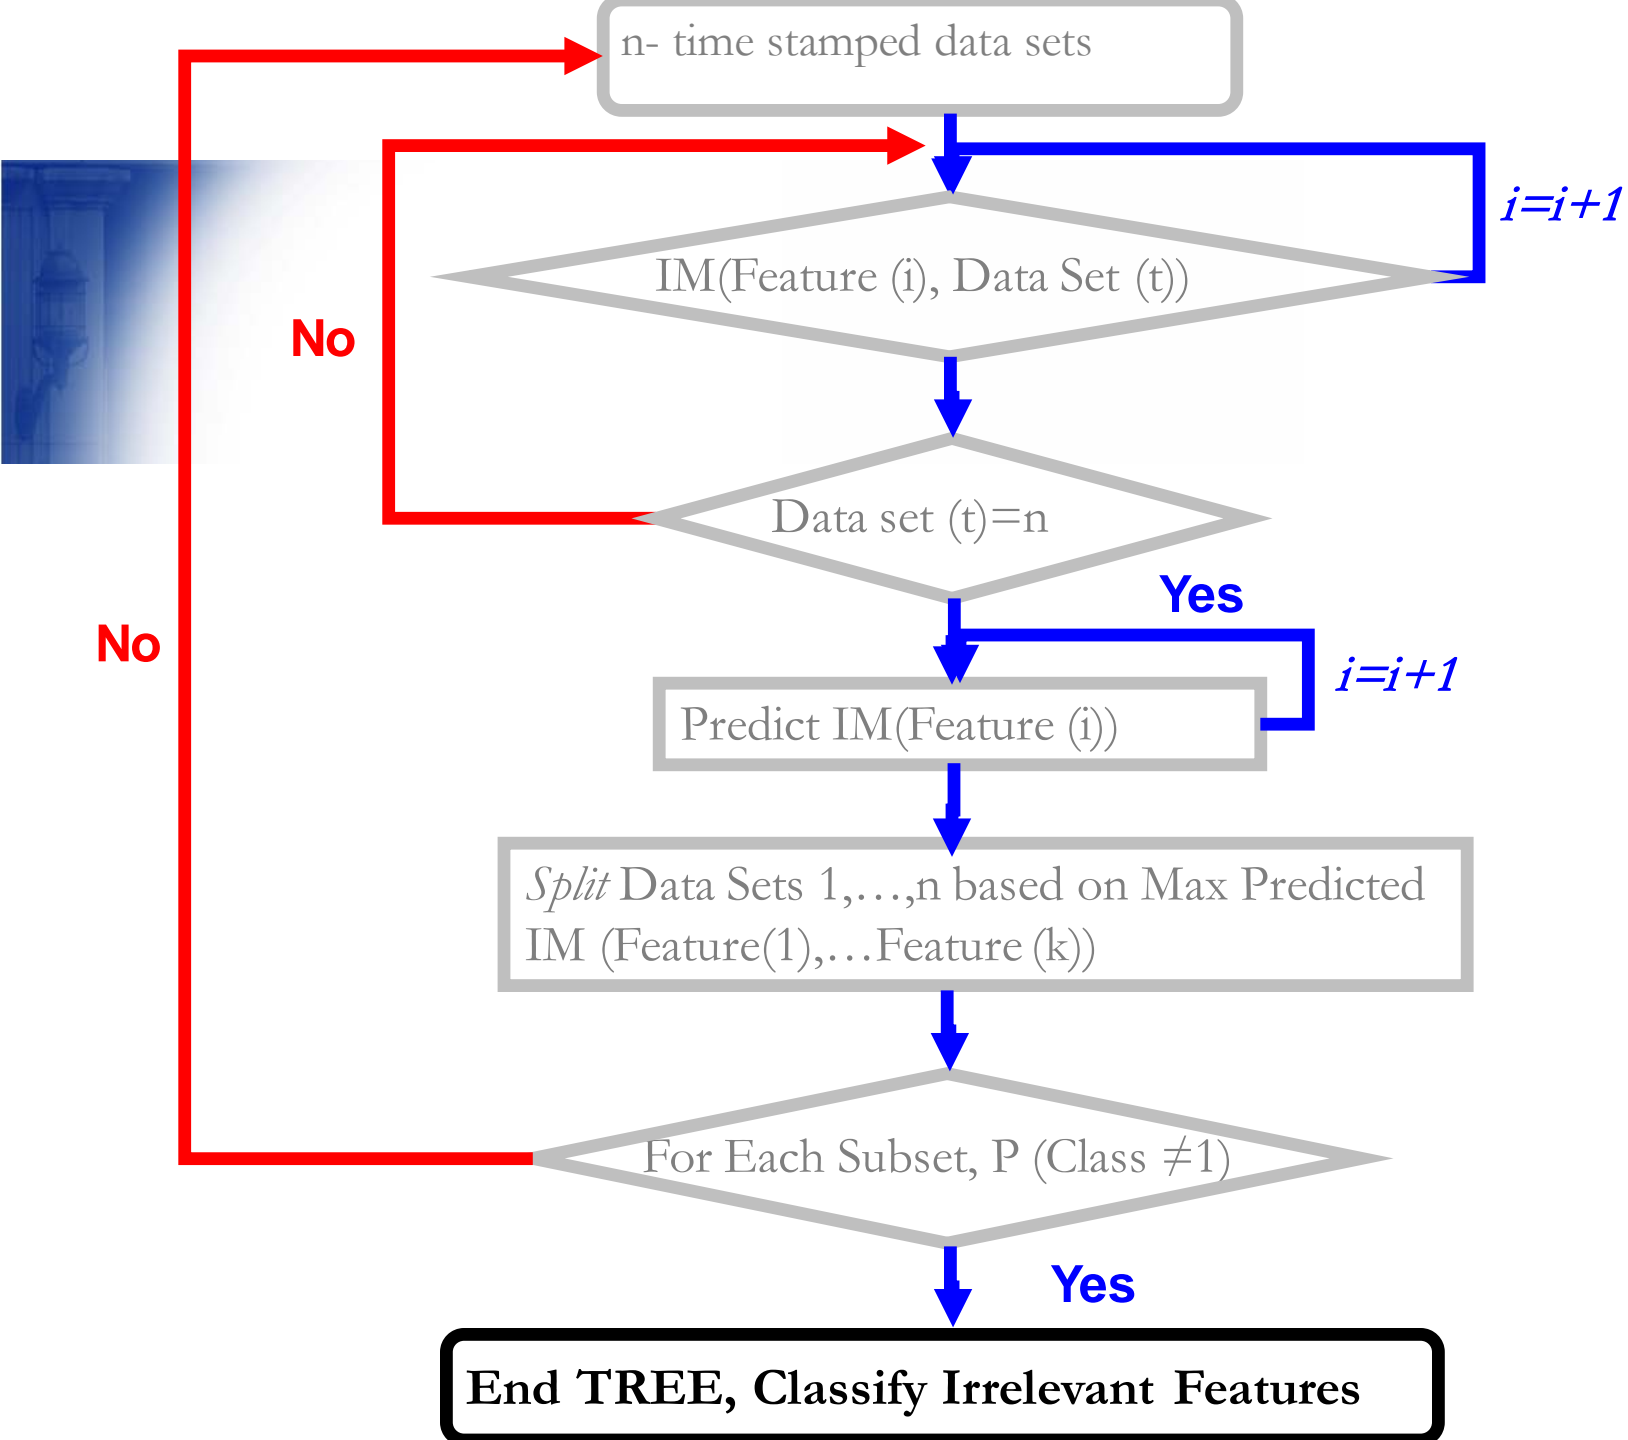 n- time stamped data sets
i=i+1
IM(Feature (i), Data Set (t))
No
Data set (t)=n
Yes
No
i=i+1
Predict IM(Feature (i))
Split Data Sets 1,…,n based on Max Predicted
IM (Feature(1),…Feature (k))
For Each Subset, P (Class ≠1)
Yes
End TREE, Classify Irrelevant Features